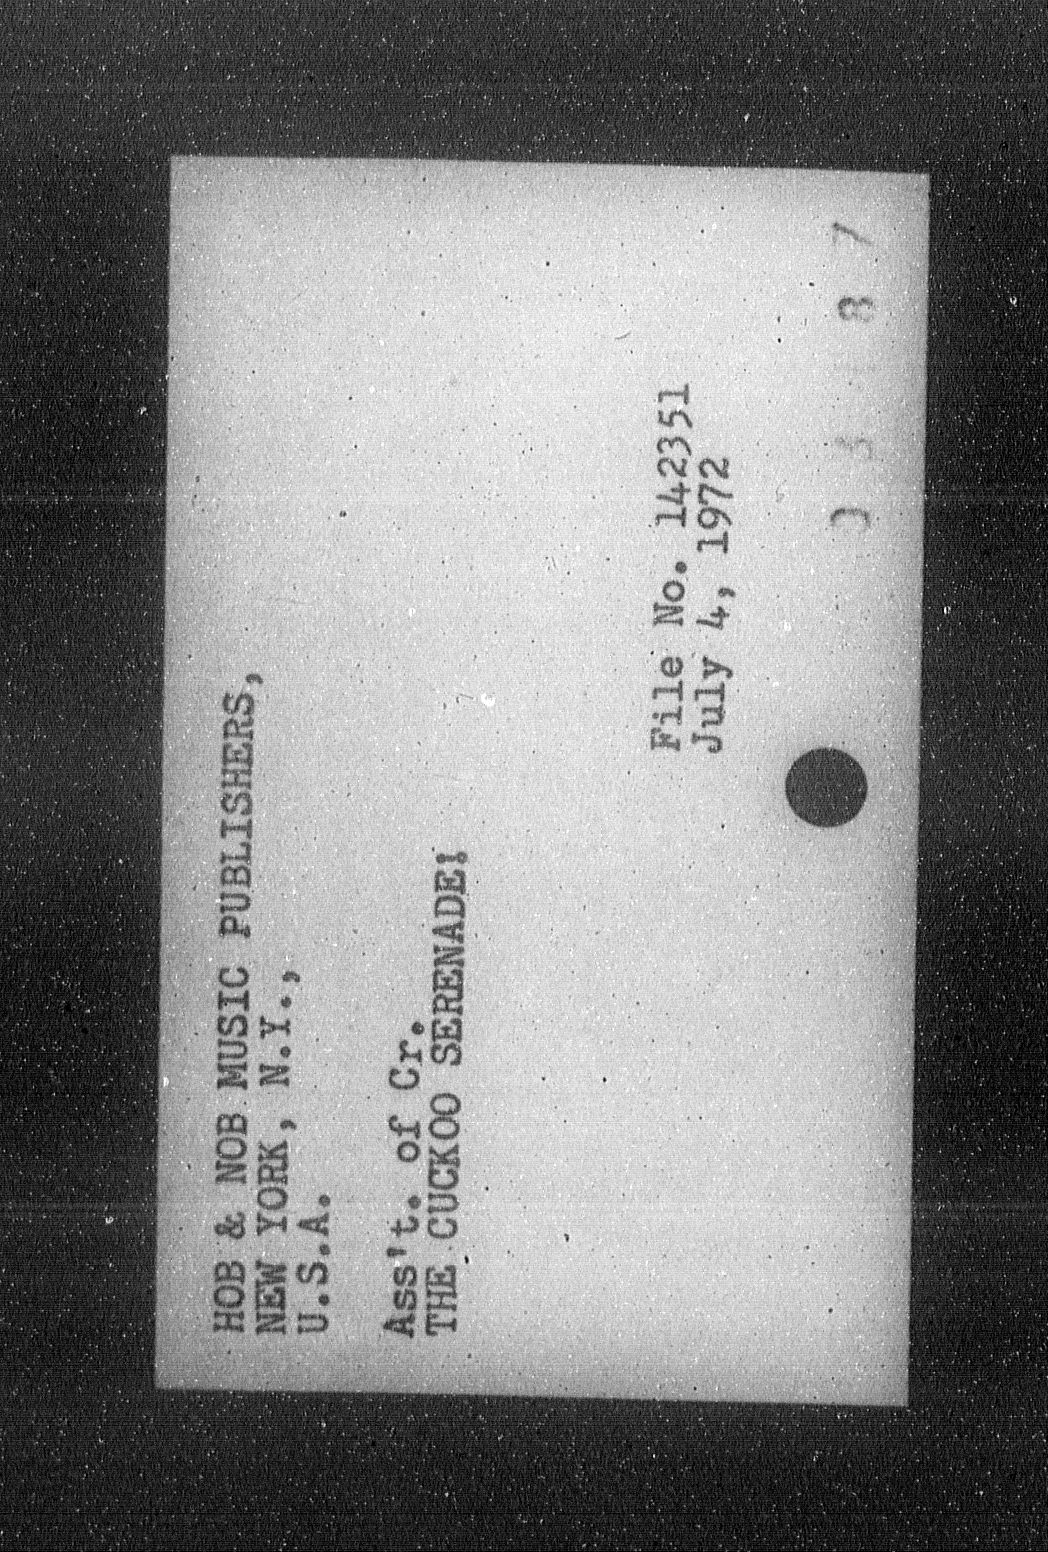 HOB & NOB MUSIC PUBLISHERS,
NEW YORK, N.Y.,
U.S.A.
Ass't. of Cr.
THE CUCKOO SERENADE!
File No. 142351
July 4, 1972